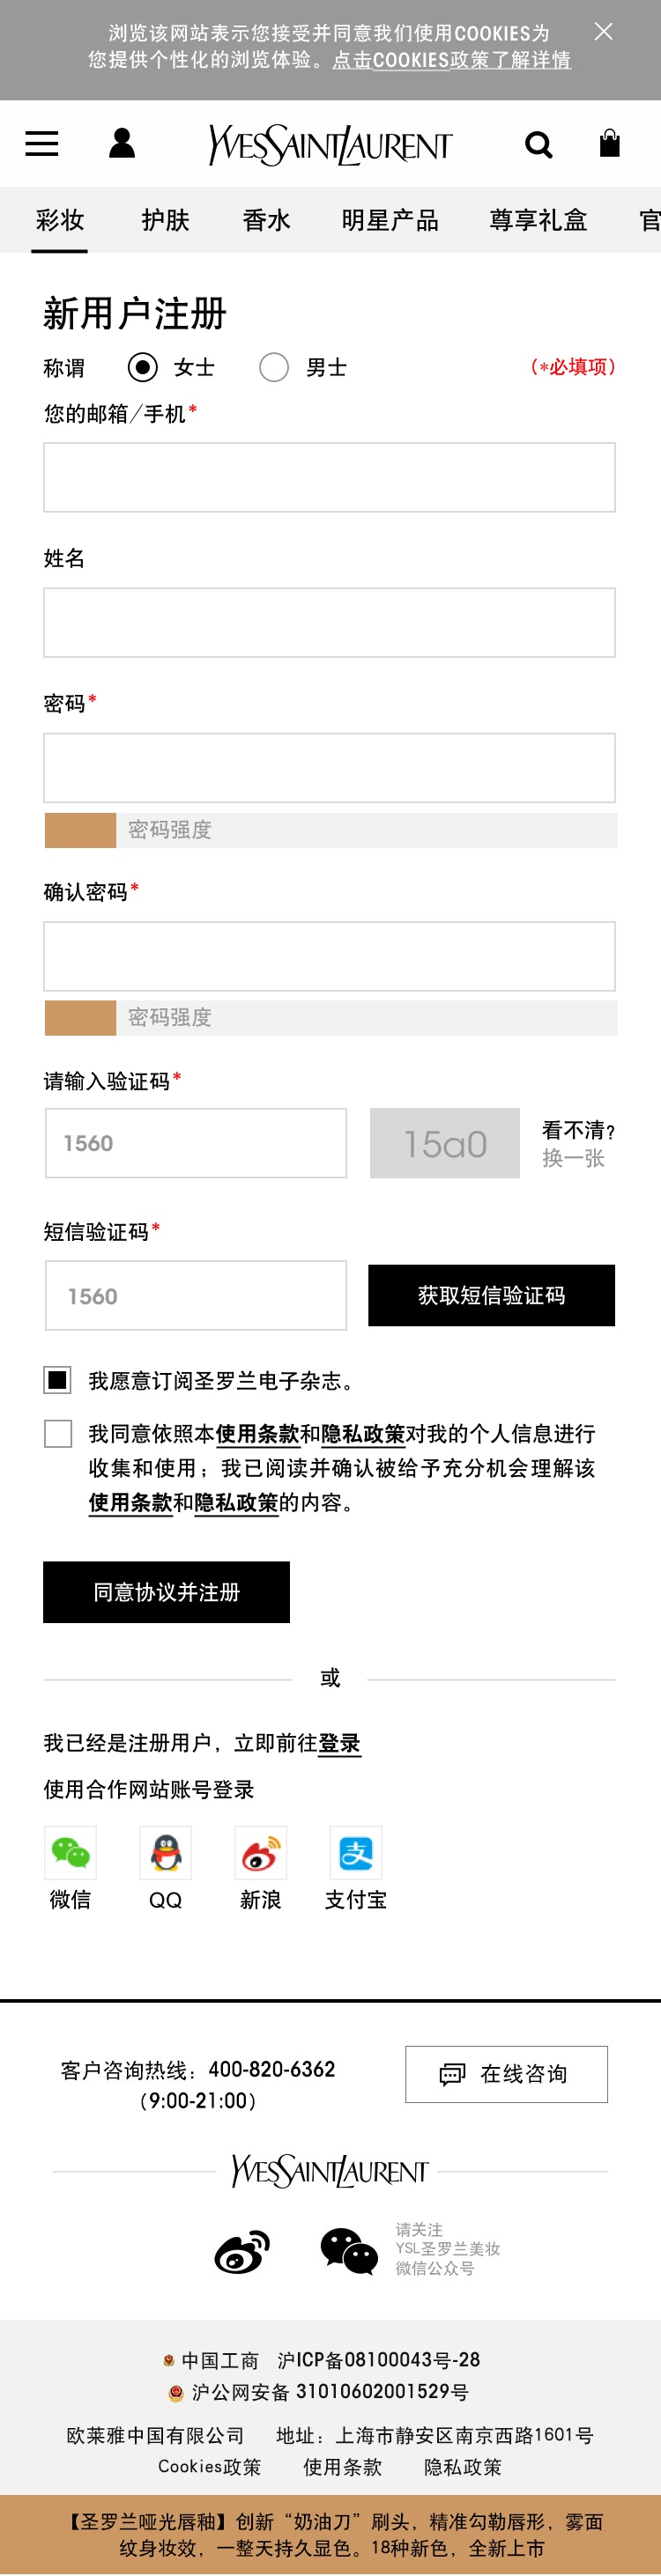 浏览该网站表示您接受并同意我们使用COOKIES为
您提供个性化的浏览体验。点击COOKIES政策了解详情
YVESSAINTLAURENT
彩妆 护肤 香水 明星产品 尊享礼盒 官
新用户注册
称谓 女士 男士 （*必填项）
您的邮箱/手机*
姓名
密码*
密码强度
确认密码*
密码强度
请输入验证码*
1560 15a0 看不清?
换一张
短信验证码*
1560 获取短信验证码
我愿意订阅圣罗兰电子杂志。
我同意依照本使用条款和隐私政策对我的个人信息进行
收集和使用；我已阅读并确认被给予充分机会理解该
使用条款和隐私政策的内容。
同意协议并注册
或
我已经是注册用户，立即前往登录
使用合作网站账号登录
支
微信 QQ 新浪 支付宝
客户咨询热线：400-820-6362
（9:00-21:00）
在线咨询
YVESSAINTLAURENT
请关注
YSL圣罗兰美妆
微信公众号
中国工商 沪ICP备08100043号-28
沪公网安备 31010602001529号
欧莱雅中国有限公司 地址：上海市静安区南京西路1601号
Cookies政策 使用条款 隐私政策
【圣罗兰哑光唇釉】创新“奶油刀”刷头，精准勾勒唇形，雾面
纹身妆效，一整天持久显色。18种新色，全新上市